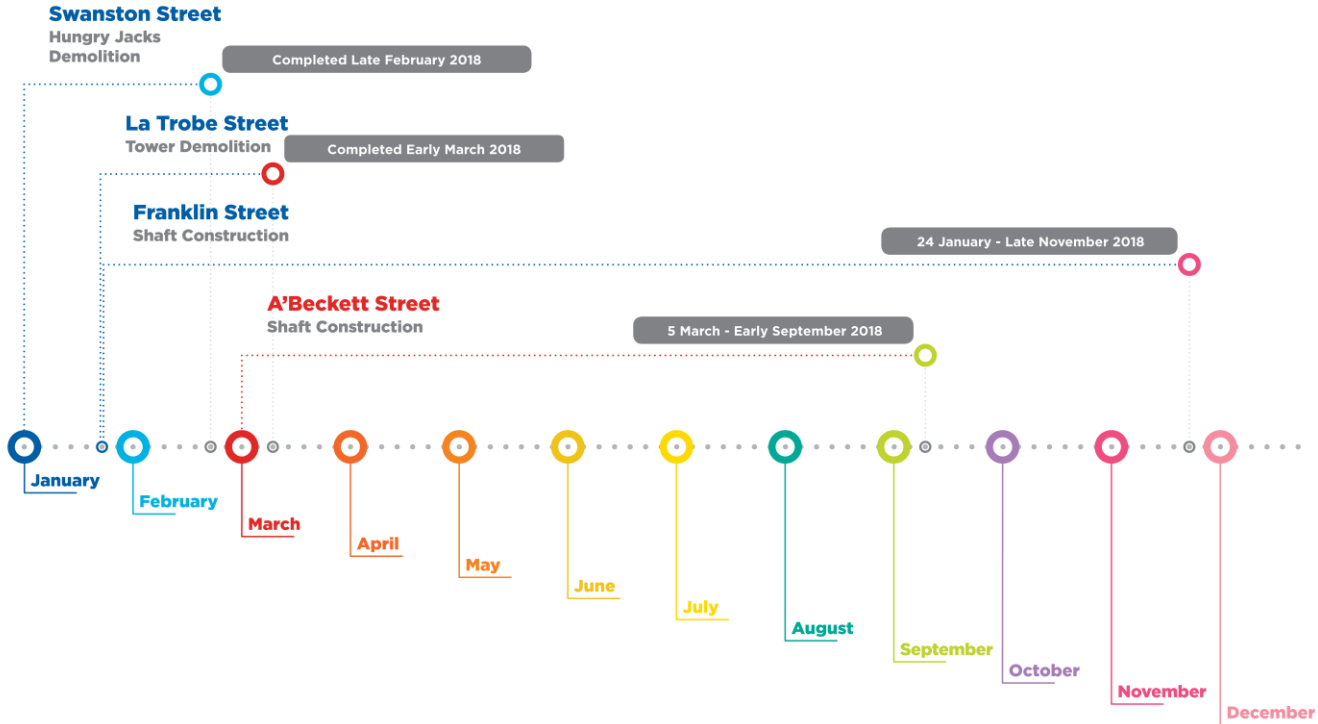 Swanston Street
Hungry Jacks
Demolition
Completed Late February 2018
La Trobe Street
Tower Demolition
Completed Early March 2018
Franklin Street
Shaft Construction
24 January - Late November 2018
A’Beckett Street
Shaft Construction
5 March - Early September 2018
January
February
March
April
May
June
July
August
September
October
November
December